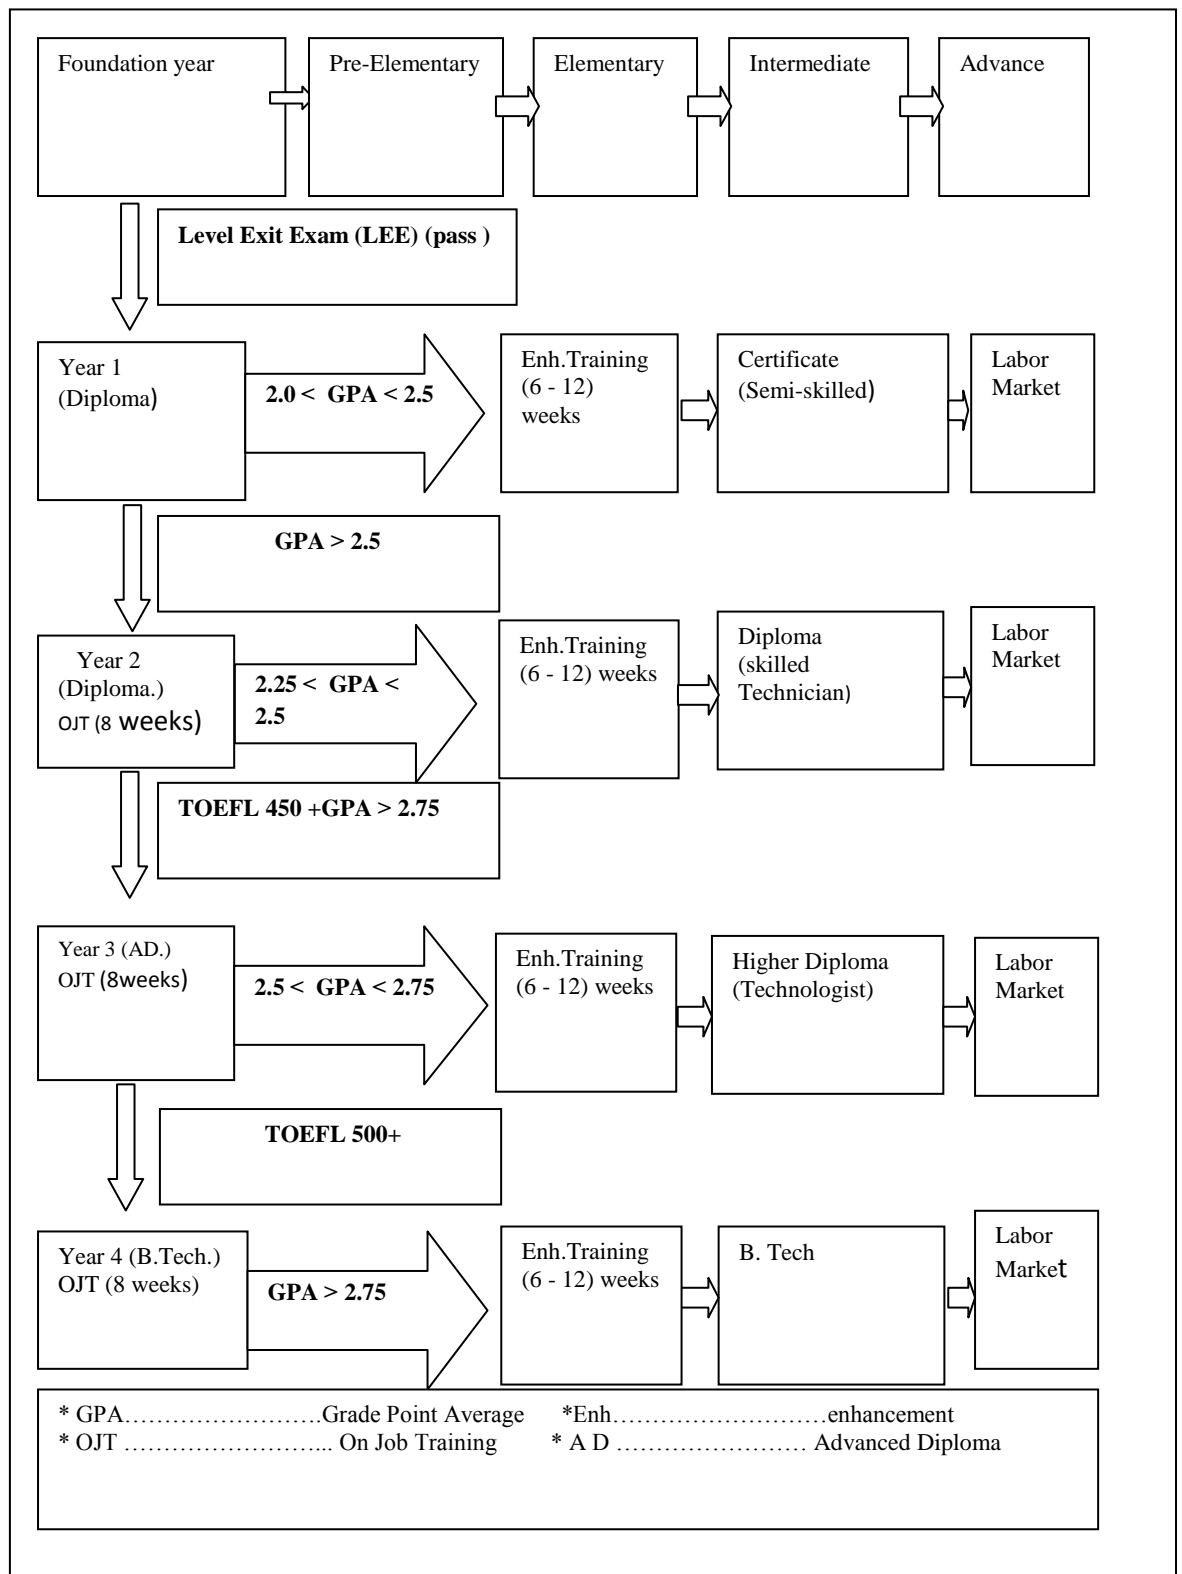 Foundation year
Pre-Elementary
Elementary
Intermediate
Advance
Level Exit Exam (LEE) (pass )
Year 1
(Diploma)
2.0 < GPA < 2.5
Enh.Training
(6 - 12)
weeks
Certificate
(Semi-skilled)
Labor
Market
GPA > 2.5
Year 2
(Diploma.)
OJT (8 weeks)
2.25 < GPA <
2.5
Enh.Training
(6 - 12) weeks
Diploma
(skilled
Technician)
Labor
Market
TOEFL 450 +GPA > 2.75
Year 3 (AD.)
OJT (8weeks)
2.5 < GPA < 2.75
Enh.Training
(6 - 12) weeks
Higher Diploma
(Technologist)
Labor
Market
TOEFL 500+
Year 4 (B.Tech.)
OJT (8 weeks)
GPA > 2.75
Enh.Training
(6 - 12) weeks
B. Tech
Labor
Market
* GPA…………………….Grade Point Average *Enh………………………enhancement
* OJT ……………………... On Job Training * A D …………………… Advanced Diploma